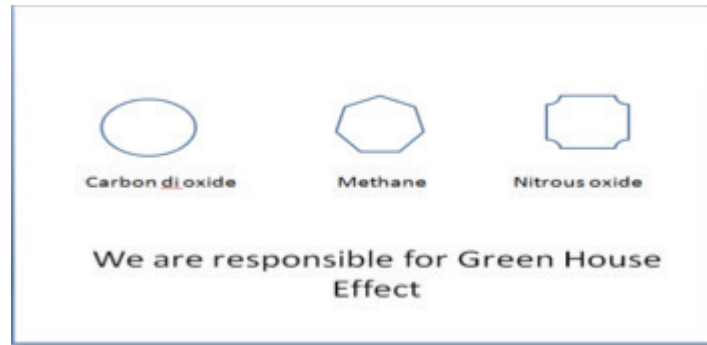 Carbon di oxide Methane Nitrous oxide
We are responsible for Green House
Effect